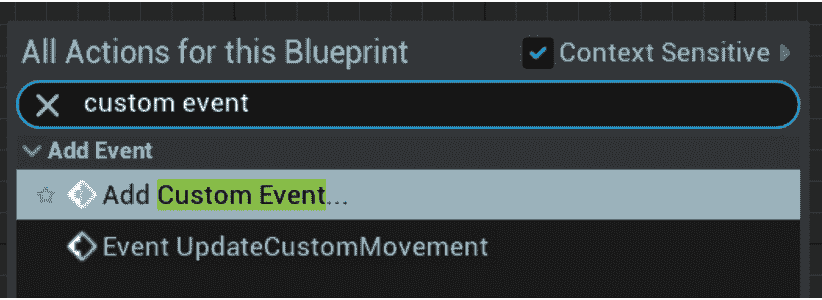 All Actions for this Blueprint Context Sensitive
custom event
Add Event
Add Custom Event...
Event UpdateCustomMovement